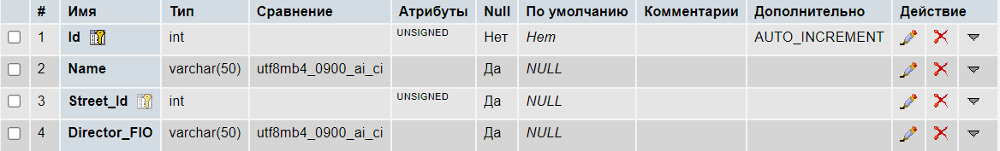 # Имя Тип Сравнение Атрибуты Null По умолчанию Комментарии Дополнительно Действие
1 Id int UNSIGNED Нет Нет AUTO_INCREMENT
2 Name varchar(50) utf8mb4_0900_ai_ci Да NULL
3 Street_Id int UNSIGNED Да NULL
4 Director_FIO varchar(50) utf8mb4_0900_ai_ci Да NULL